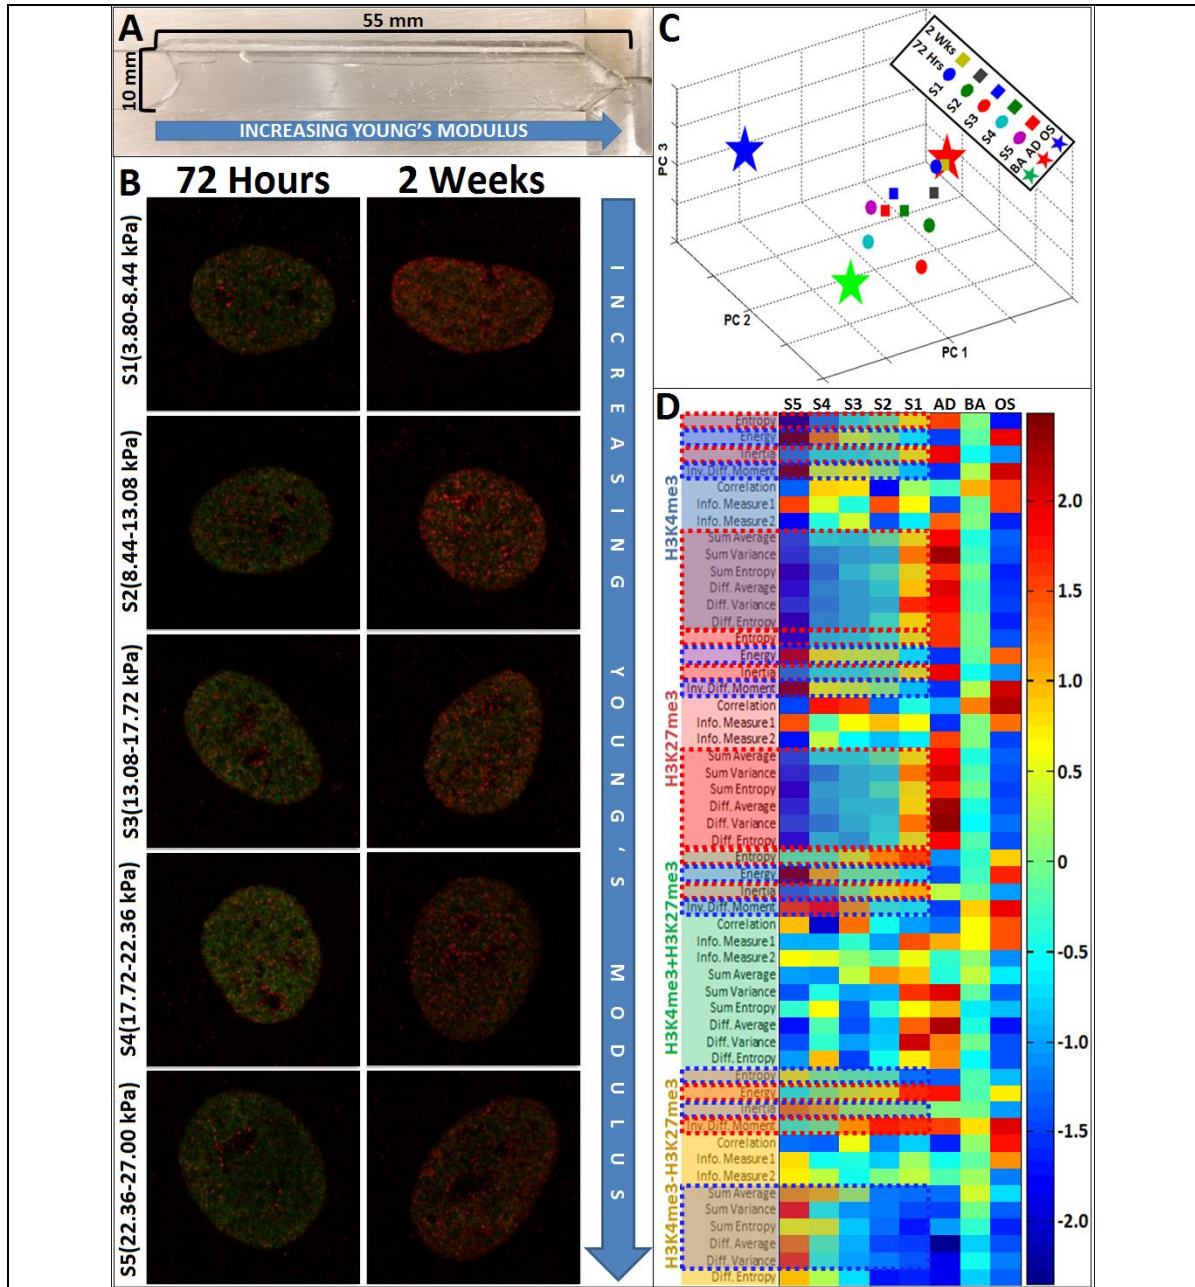 A
55 mm
10 mm
INCREASING YOUNG'S MODULUS
B
72 Hours
2 Weeks
S1(3.80-8.44 kPa)
S2(8.44-13.08 kPa)
S3(13.08-17.72 kPa)
S4(17.72-22.36 kPa)
S5(22.36-27.00 kPa)
INCREASING YOUNG'S MODULUS
C
2 Wks
72 Hrs
S1
S2
S3
S4
S5
BA AD OS
PC 3
PC 2
PC 1
D
S5 S4 S3 S2 S1 AD BA OS
H3K4me3
Entropy
Energy
Inertia
Inv. Diff. Moment
Correlation
Info. Measure1
Info. Measure2
Sum Average
Sum Variance
Sum Entropy
Diff. Average
Diff. Variance
Diff. Entropy
H3K27me3
Entropy
Energy
Inertia
Inv. Diff. Moment
Correlation
Info. Measure1
Info. Measure2
Sum Average
Sum Variance
Sum Entropy
Diff. Average
Diff. Variance
Diff. Entropy
H3K4me3+H3K27me3
Entropy
Energy
Inertia
Inv. Diff. Moment
Correlation
Info. Measure1
Info. Measure2
Sum Average
Sum Variance
Sum Entropy
Diff. Average
Diff. Variance
Diff. Entropy
H3K4me3-H3K27me3
Entropy
Energy
Inertia
Inv. Diff. Moment
Correlation
Info. Measure1
Info. Measure2
Sum Average
Sum Variance
Sum Entropy
Diff. Average
Diff. Variance
Diff. Entropy
2.0
1.5
1.0
0.5
0
-0.5
-1.0
-1.5
-2.0